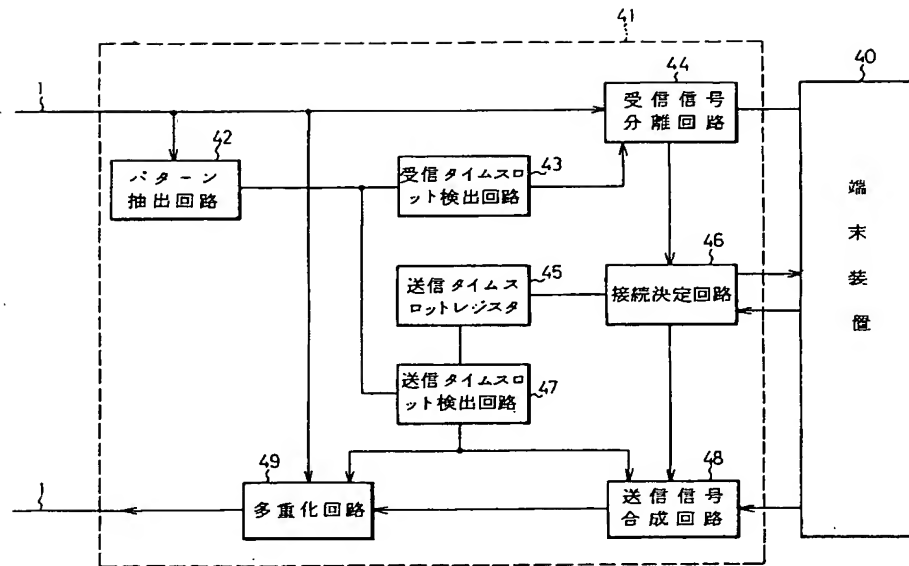 41
40
44
1
受信信号
分離回路
42
43
パターン
抽出回路
受信タイムスロ
ット検出回路
端末装置
45
46
送信タイムス
ロットレジスタ
接続決定回路
47
送信タイムスロ
ット検出回路
49
48
1
多重化回路
送信信号
合成回路